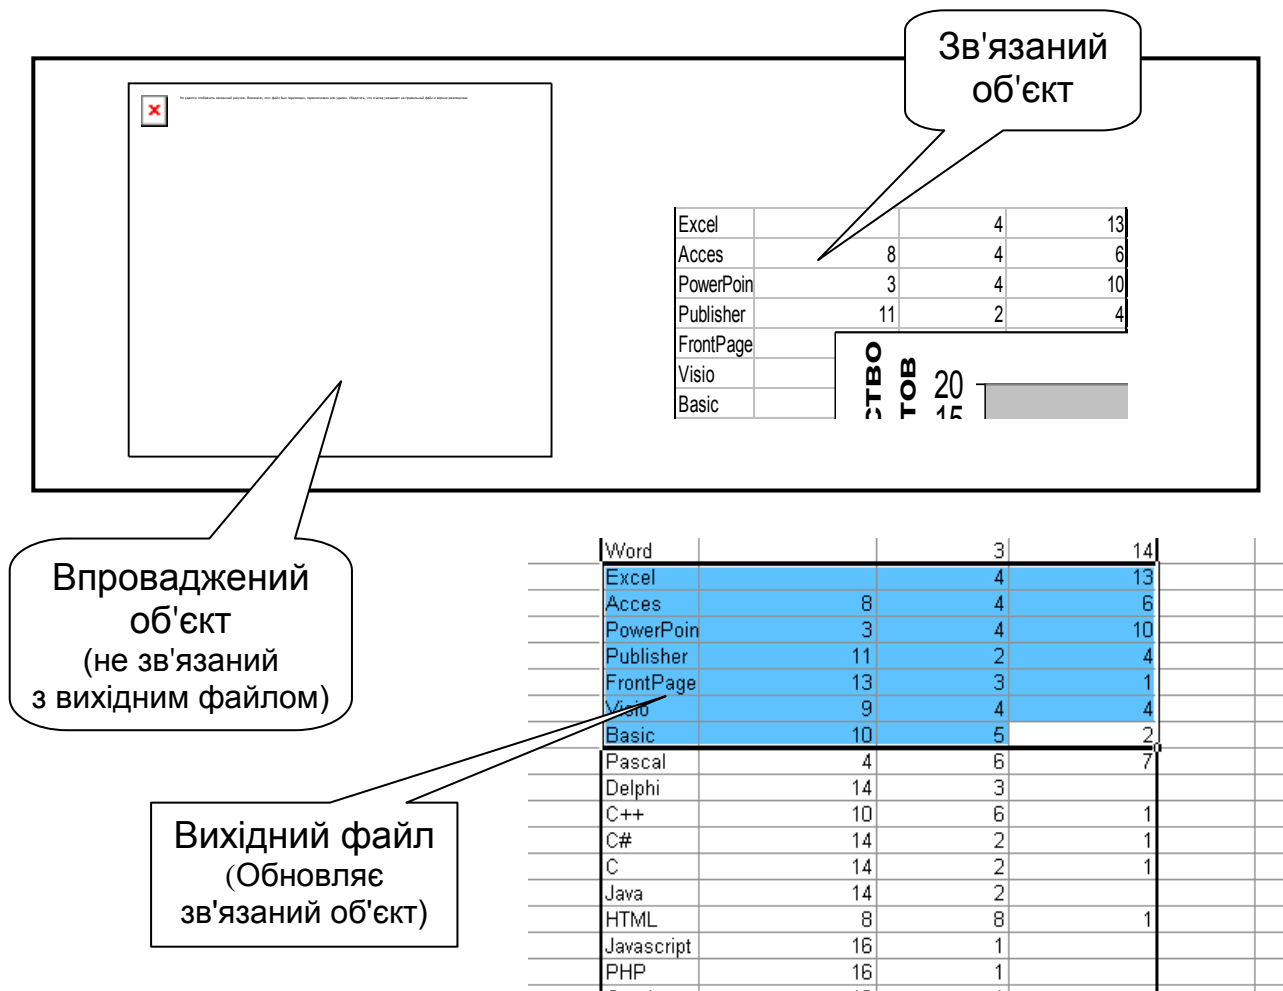 Зв'язаний
об'єкт
Excel 4 13
Acces 8 4 6
PowerPoin 3 4 10
Publisher 11 2 4
FrontPage
Visio
Basic
20
15
Впроваджений
об'єкт
(не зв'язаний
з вихідним файлом)
Word 3 14
Excel 4 13
Acces 8 4 6
PowerPoin 3 4 10
Publisher 11 2 4
FrontPage 13 3 1
Visio 9 4 4
Basic 10 5 2
Pascal 4 6 7
Delphi 14 3
C++ 10 6 1
C# 14 2 1
C 14 2 1
Java 14 2
HTML 8 8 1
Javascript 16 1
PHP 16 1
Вихідний файл
(Обновляє
зв'язаний об'єкт)